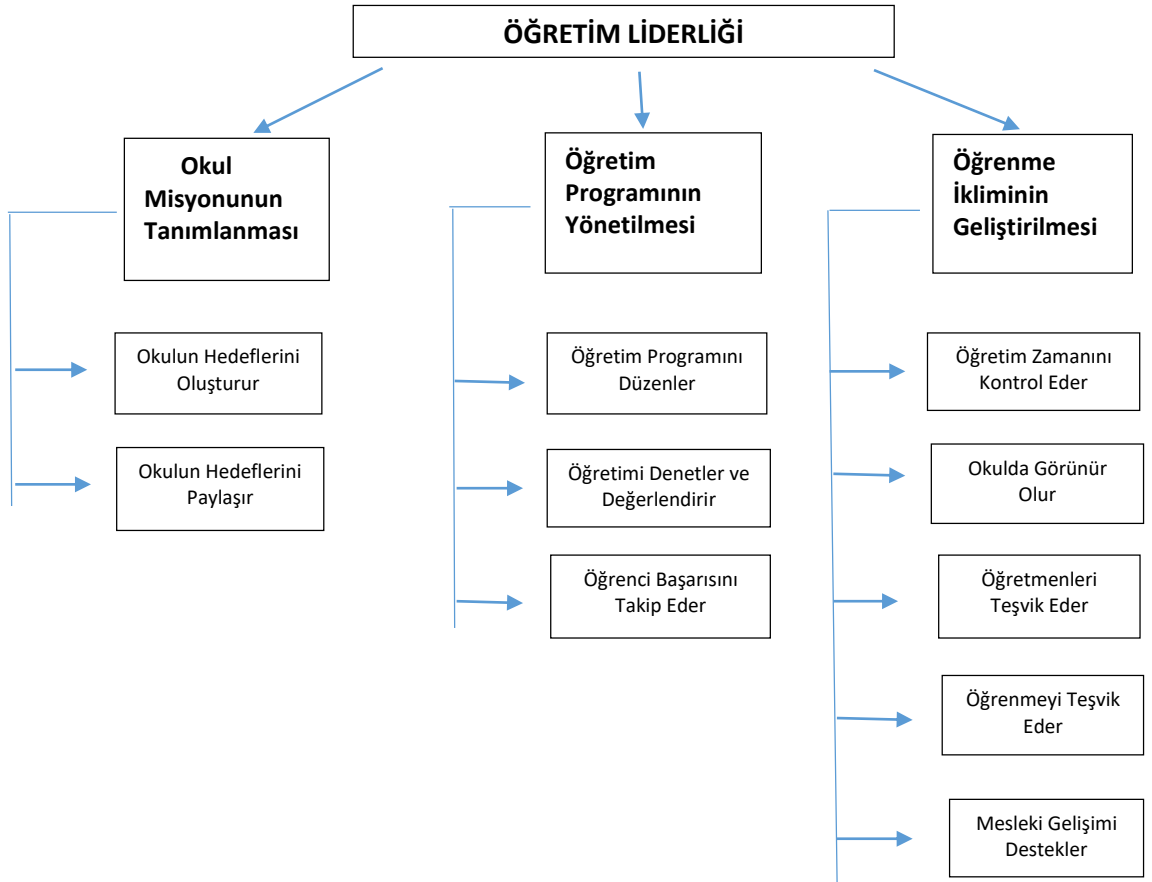 ÖĞRETİM LİDERLİĞİ
Okul
Misyonunun
Tanımlanması
Okulun Hedeflerini
Oluşturur
Okulun Hedeflerini
Paylaşır
Öğretim
Programının
Yönetilmesi
Öğretim Programını
Düzenler
Öğretimi Denetler ve
Değerlendirir
Öğrenci Başarısını
Takip Eder
Öğrenme
İkliminin
Geliştirilmesi
Öğretim Zamanını
Kontrol Eder
Okulda Görünür
Olur
Öğretmenleri
Teşvik Eder
Öğrenmeyi Teşvik
Eder
Mesleki Gelişimi
Destekler